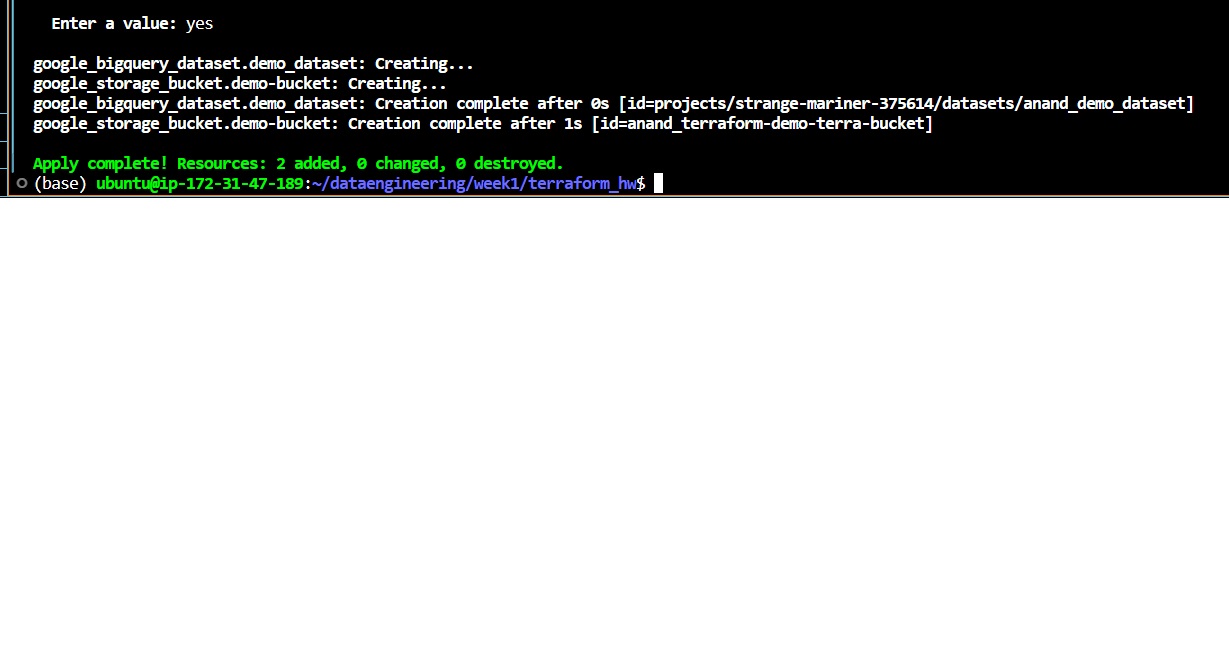 Enter a value: yes
google_bigquery_dataset.demo_dataset: Creating...
google_storage_bucket.demo-bucket: Creating...
google_bigquery_dataset.demo_dataset: Creation complete after 0s [id=projects/strange-mariner-375614/datasets/anand_demo_dataset]
google_storage_bucket.demo-bucket: Creation complete after 1s [id=anand_terraform-demo-terra-bucket]
Apply complete! Resources: 2 added, 0 changed, 0 destroyed.
(base) ubuntu@ip-172-31-47-189:~/dataengineering/week1/terraform_hw$